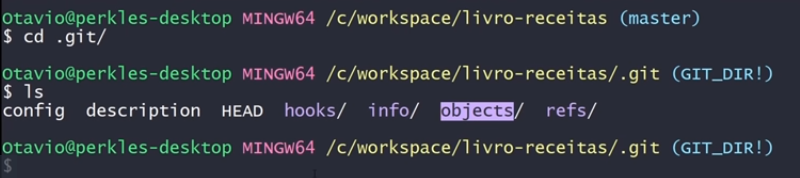 Otavio@perkles-desktop MINGW64 /c/workspace/livro-receitas (master)
$ cd .git/
Otavio@perkles-desktop MINGW64 /c/workspace/livro-receitas/.git (GIT_DIR!)
$ ls
config description HEAD hooks/ info/ objects/ refs/
Otavio@perkles-desktop MINGW64 /c/workspace/livro-receitas/.git (GIT_DIR!)
$